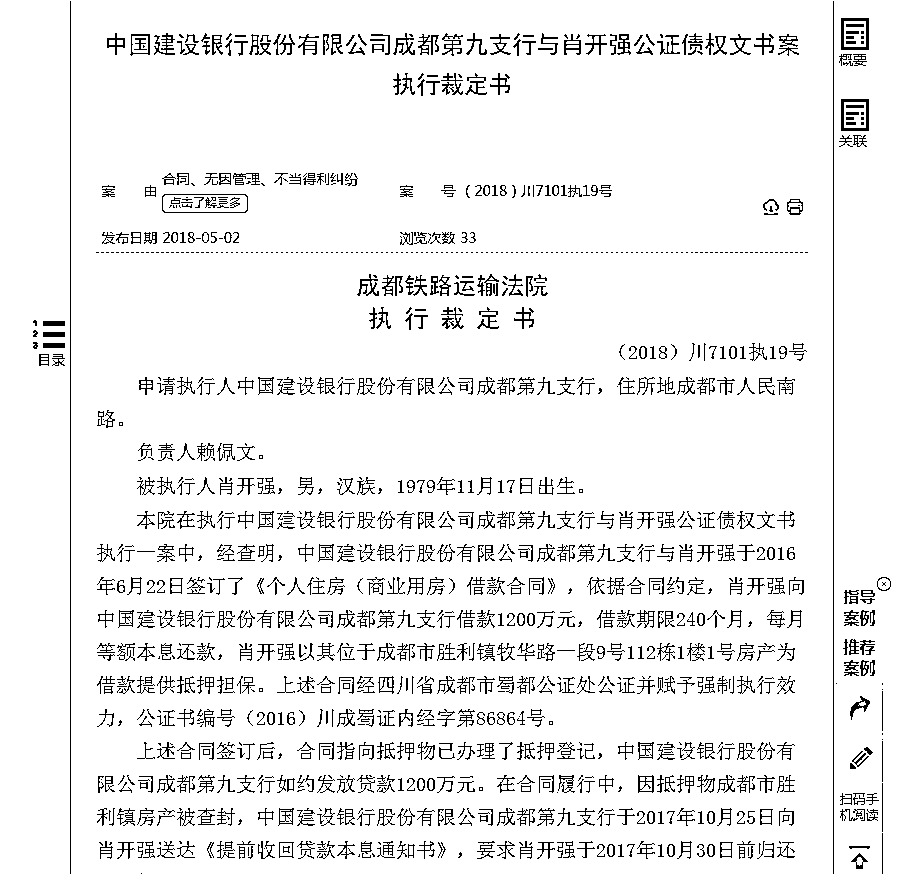 中国建设银行股份有限公司成都第九支行与肖开强公证债权文书案
执行裁定书
概要
关联
案 由 合同、无因管理、不当得利纠纷
点击了解更多
案 号 (2018)川7101执19号
发布日期 2018-05-02
浏览次数 33
成都铁路运输法院
执 行 裁 定 书
（2018）川7101执19号
1
2
3
目录
申请执行人中国建设银行股份有限公司成都第九支行，住所地成都市人民南
路。
负责人赖佩文。
被执行人肖开强，男，汉族，1979年11月17日出生。
本院在执行中国建设银行股份有限公司成都第九支行与肖开强公证债权文书
执行一案中，经查明，中国建设银行股份有限公司成都第九支行与肖开强于2016
年6月22日签订了《个人住房（商业用房）借款合同》，依据合同约定，肖开强向
中国建设银行股份有限公司成都第九支行借款1200万元，借款期限240个月，每月
等额本息还款，肖开强以其位于成都市胜利镇牧华路一段9号112栋1楼1号房产为
借款提供抵押担保。上述合同经四川省成都市蜀都公证处公证并赋予强制执行效
力，公证书编号（2016）川成蜀证内经字第86864号。
上述合同签订后，合同指向抵押物已办理了抵押登记，中国建设银行股份有
限公司成都第九支行如约发放贷款1200万元。在合同履行中，因抵押物成都市胜
利镇房产被查封，中国建设银行股份有限公司成都第九支行于2017年10月25日向
肖开强送达《提前收回贷款本息通知书》，要求肖开强于2017年10月30日前归还
指导
案例
推荐
案例
扫码手
机阅读